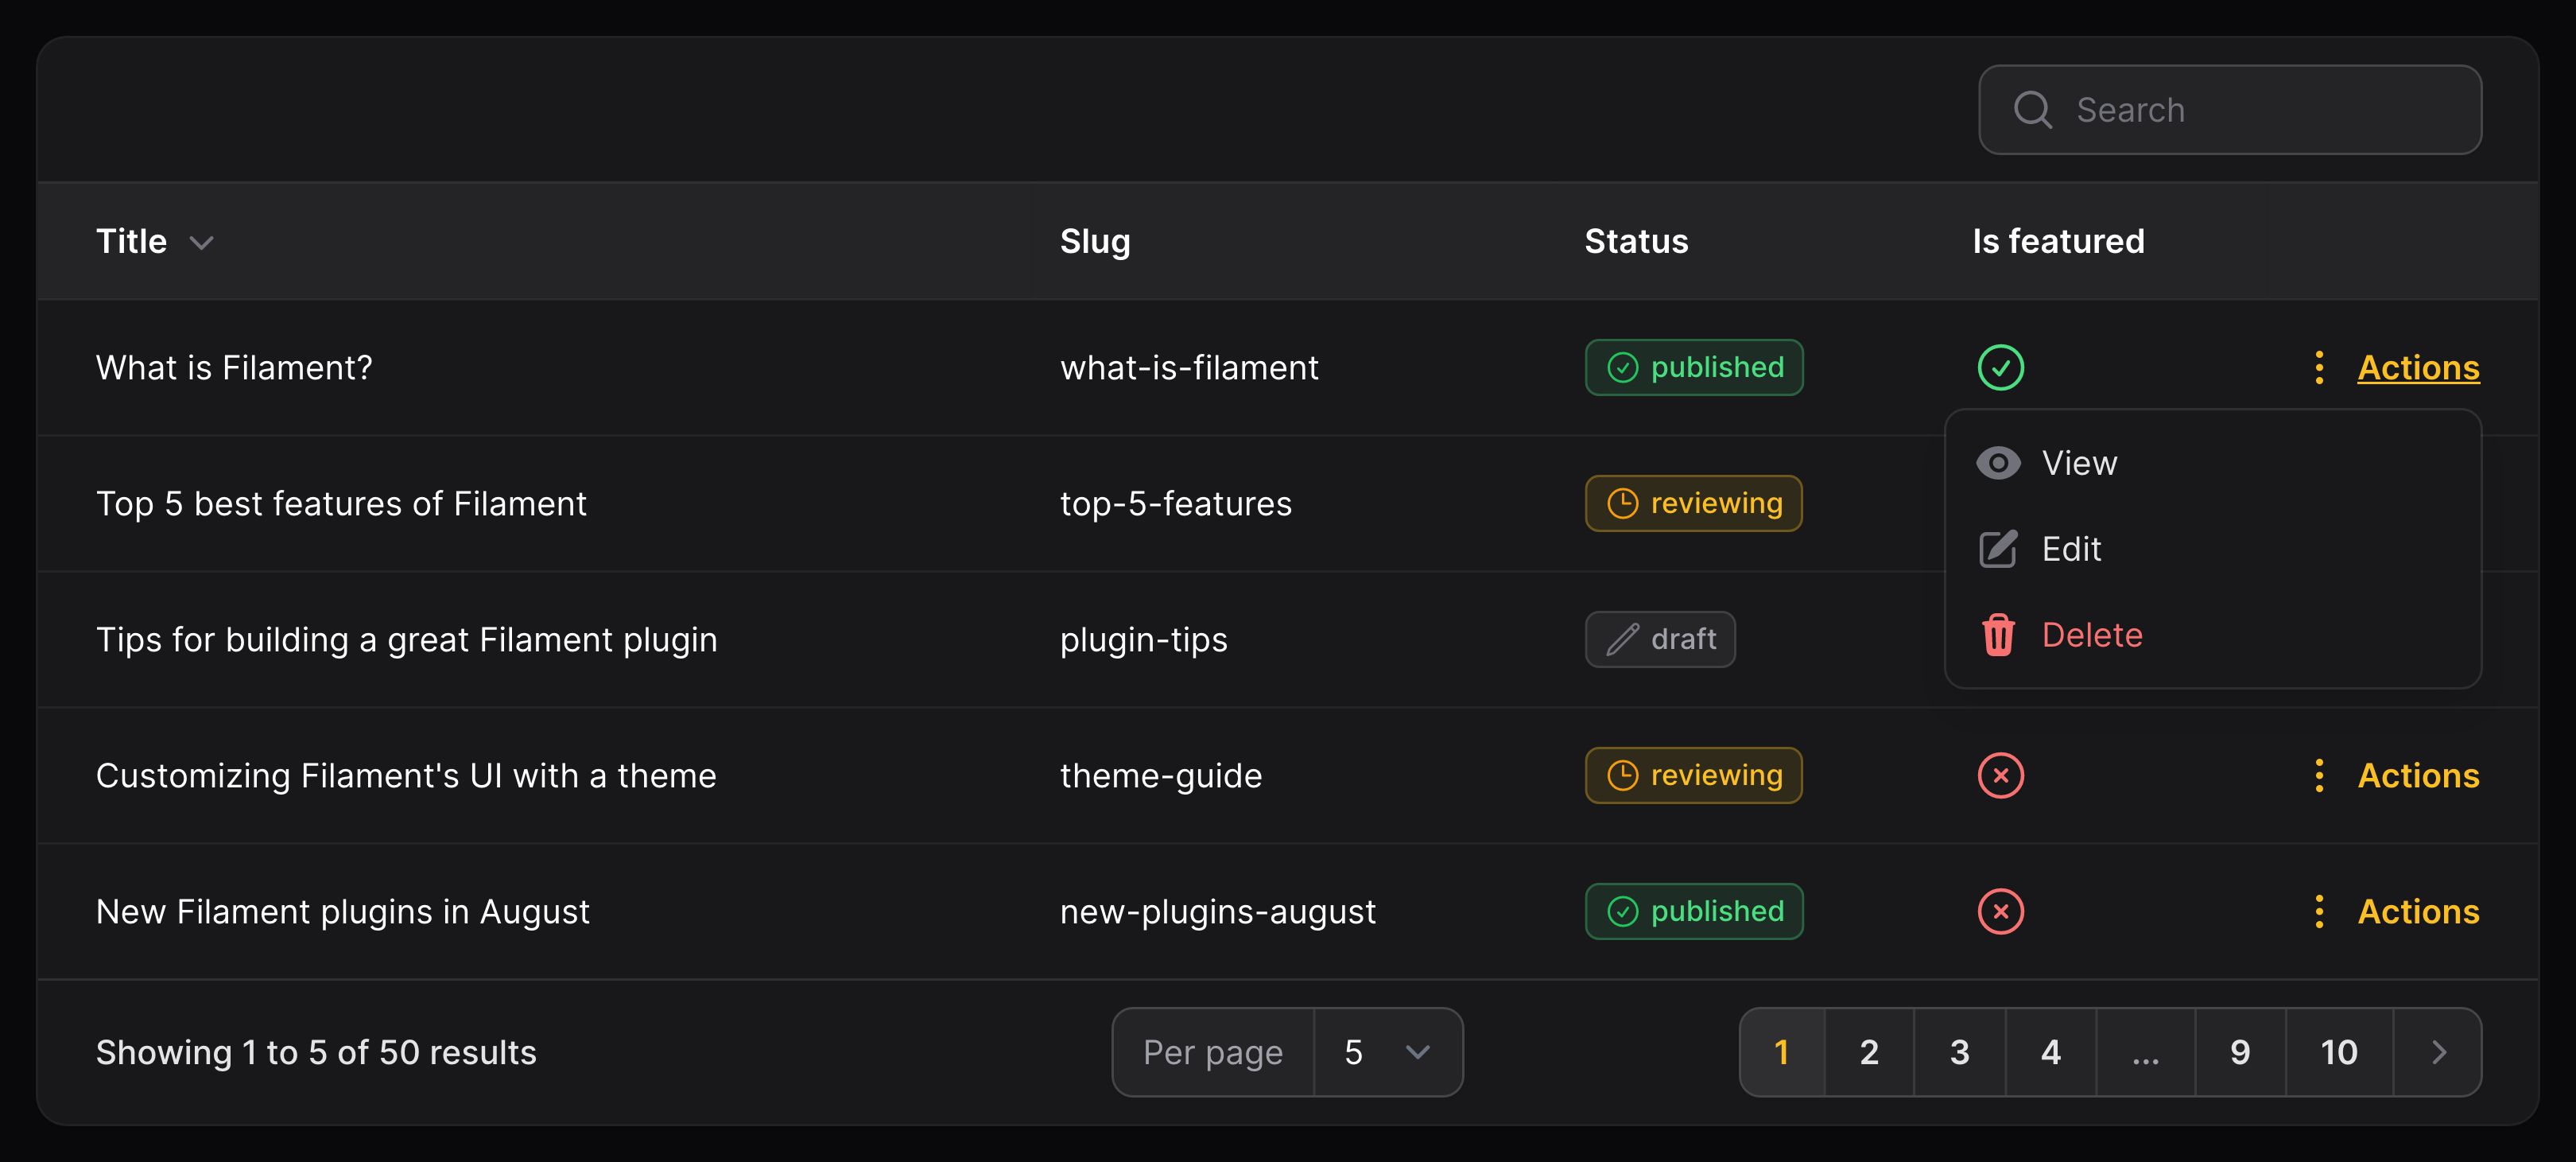 Search
Title Slug Status Is featured
What is Filament? what-is-filament published Actions
View
Top 5 best features of Filament top-5-features reviewing
Edit
Tips for building a great Filament plugin plugin-tips draft
Delete
Customizing Filament's UI with a theme theme-guide reviewing Actions
New Filament plugins in August new-plugins-august published Actions
Showing 1 to 5 of 50 results Per page 5 1 2 3 4 ... 9 10